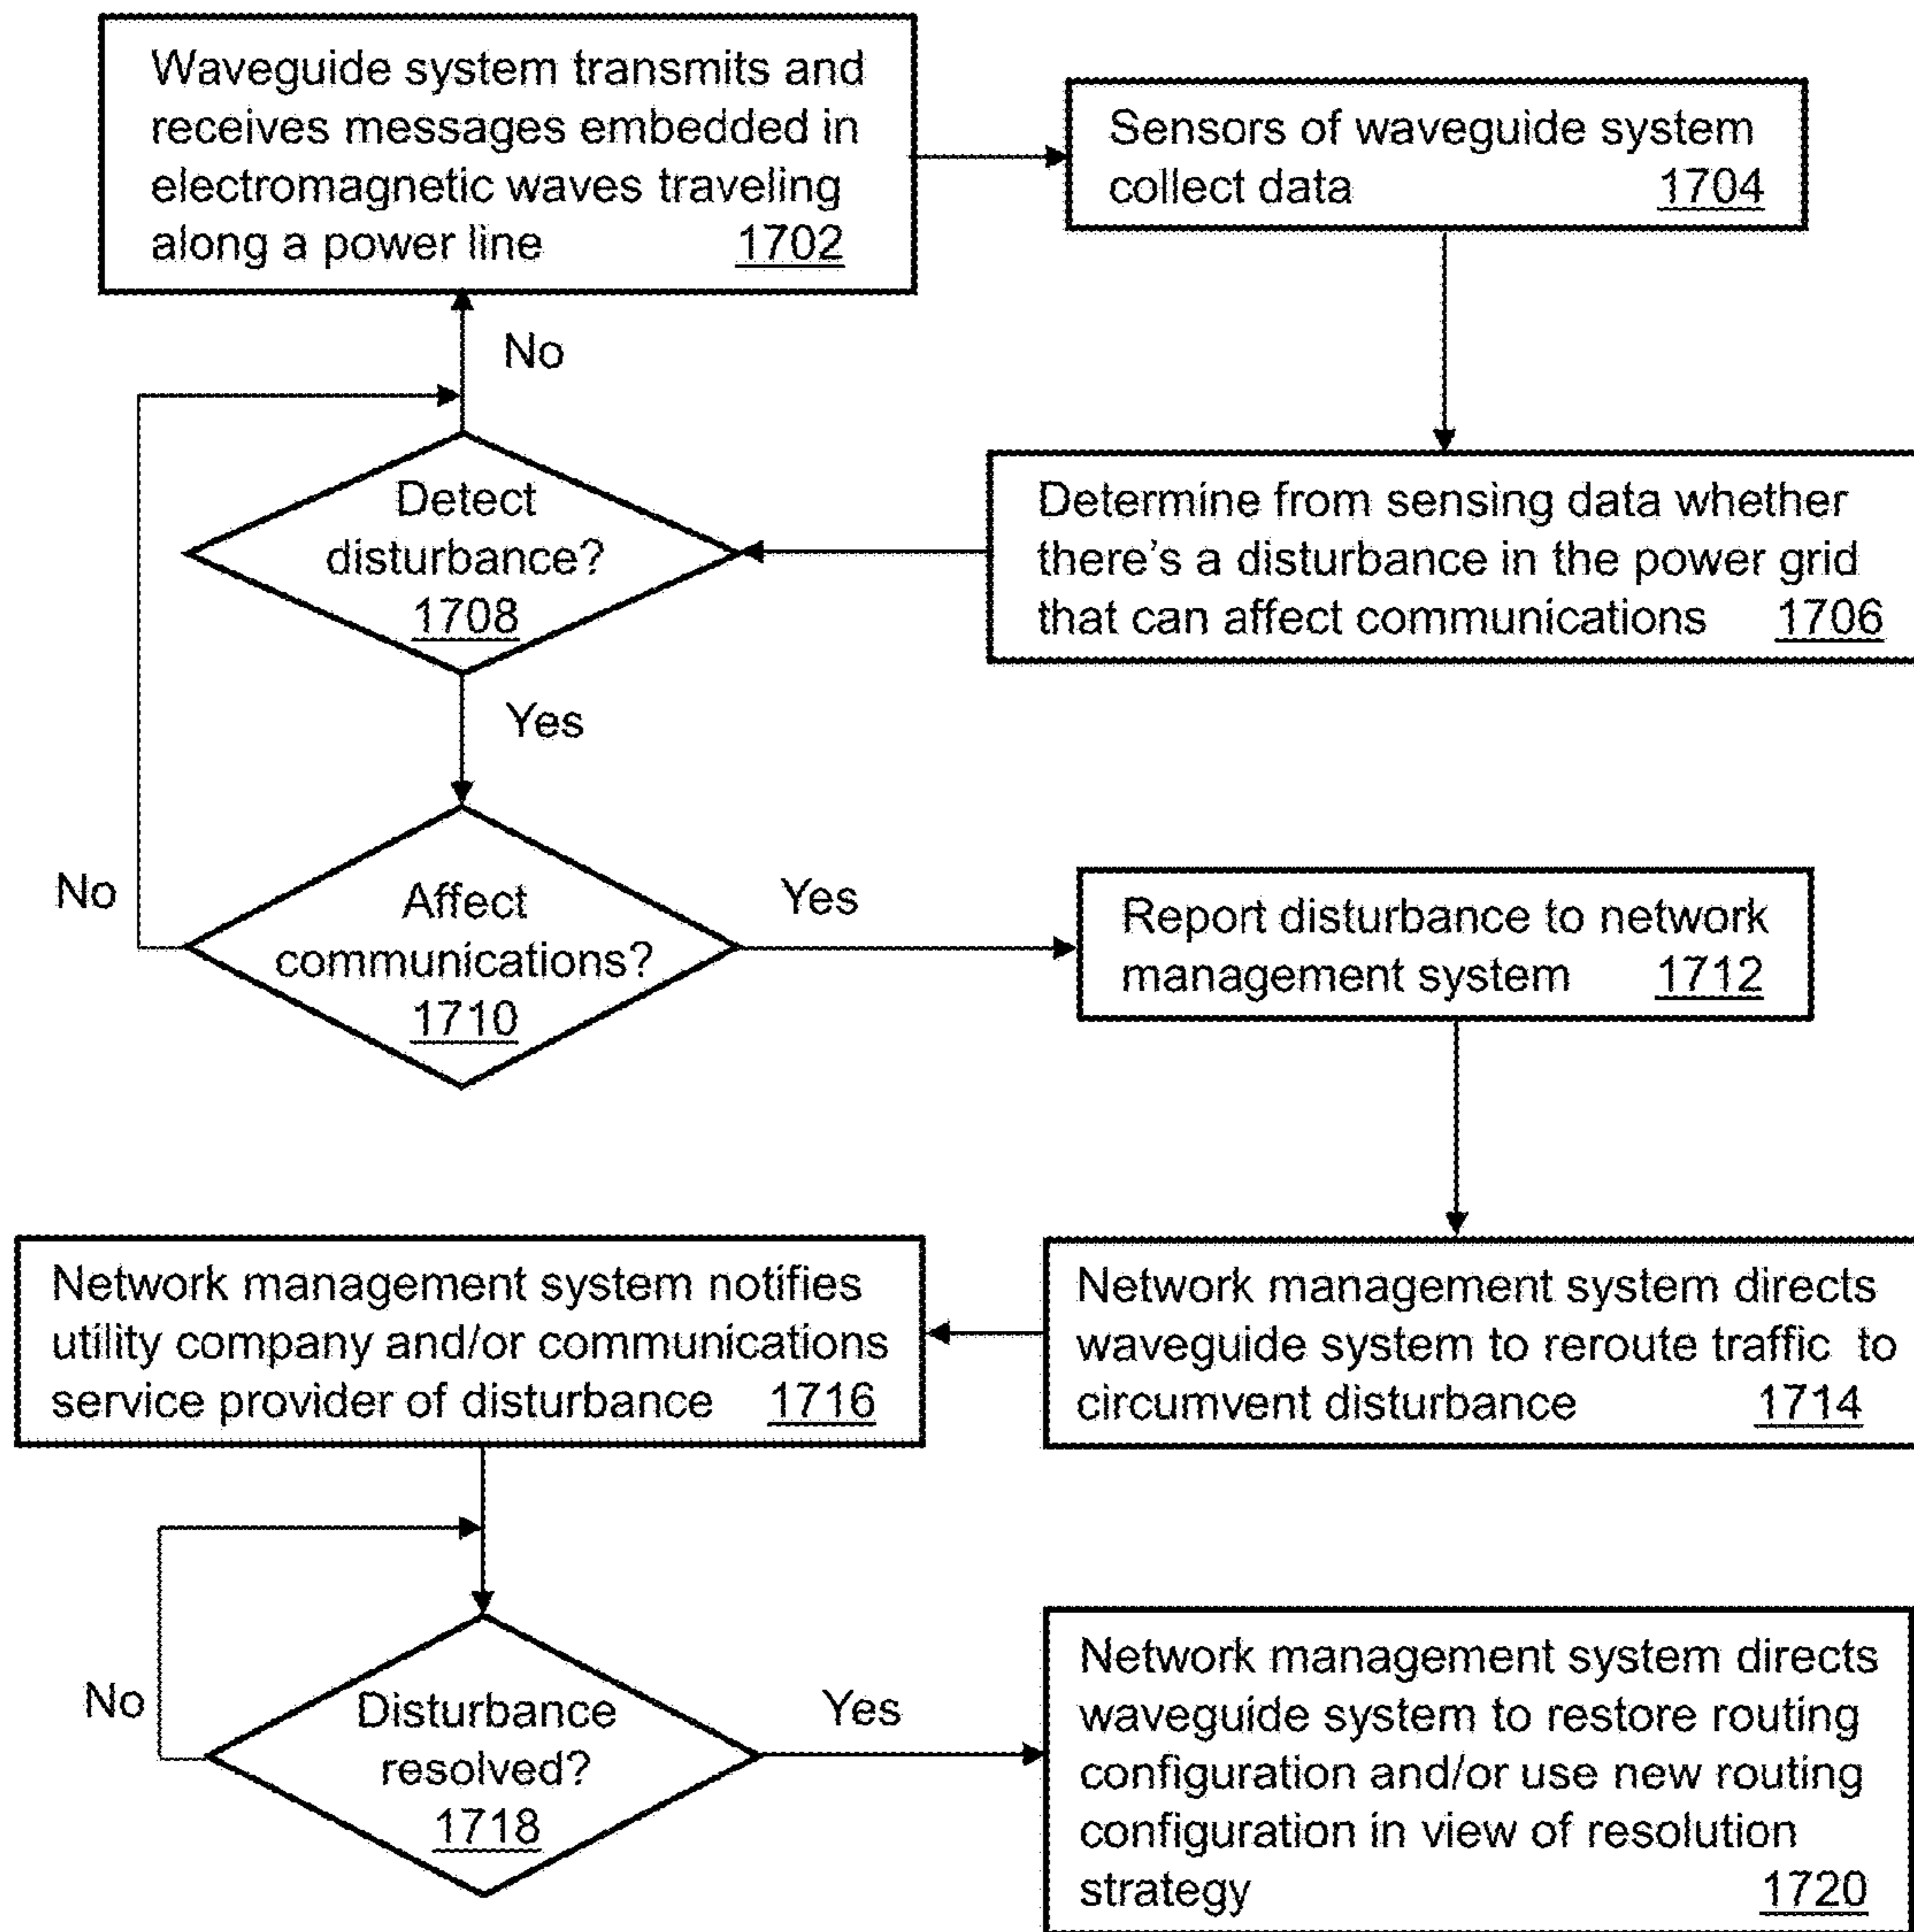 Waveguide system transmits and
receives messages embedded in
electromagnetic waves traveling
along a power line 1702
Sensors of waveguide system
collect data 1704
No
Detect
disturbance?
1708
Determine from sensing data whether
there's a disturbance in the power grid
that can affect communications 1706
Yes
No
Affect
communications?
1710
Yes
Report disturbance to network
management system 1712
Network management system notifies
utility company and/or communications
service provider of disturbance 1716
Network management system directs
waveguide system to reroute traffic to
circumvent disturbance 1714
No
Disturbance
resolved?
1718
Yes
Network management system directs
waveguide system to restore routing
configuration and/or use new routing
configuration in view of resolution
strategy 1720